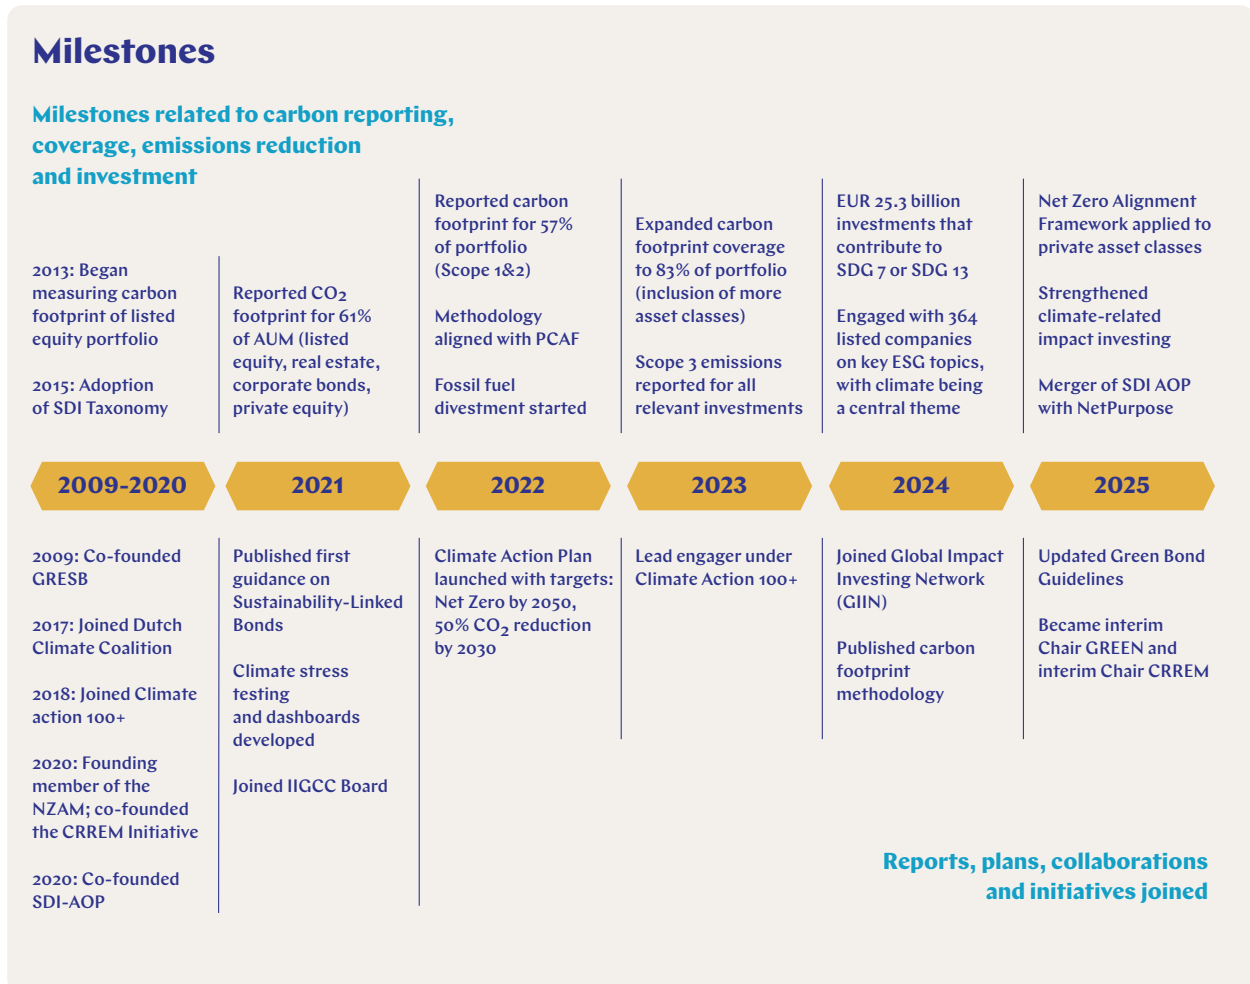 Milestones
Milestones related to carbon reporting,
coverage, emissions reduction
and investment
2013: Began
measuring carbon
footprint of listed
equity portfolio
2015: Adoption
of SDI Taxonomy
Reported CO2
footprint for 61%
of AUM (listed
equity, real estate,
corporate bonds,
private equity)
Reported carbon
footprint for 57%
of portfolio
(Scope 1&2)
Methodology
aligned with PCAF
Fossil fuel
divestment started
Expanded carbon
footprint coverage
to 83% of portfolio
(inclusion of more
asset classes)
Scope 3 emissions
reported for all
relevant investments
EUR 25.3 billion
investments that
contribute to
SDG 7 or SDG 13
Engaged with 364
listed companies
on key ESG topics,
with climate being
a central theme
Net Zero Alignment
Framework applied to
private asset classes
Strengthened
climate-related
impact investing
Merger of SDI AOP
with NetPurpose
2009-2020
2021
2022
2023
2024
2025
2009: Co-founded
GRESB
2017: Joined Dutch
Climate Coalition
2018: Joined Climate
action 100+
2020: Founding
member of the
NZAM; co-founded
the CRREM Initiative
2020: Co-founded
SDI-AOP
Published first
guidance on
Sustainability-Linked
Bonds
Climate stress
testing
and dashboards
developed
Joined IIGCC Board
Climate Action Plan
launched with targets:
Net Zero by 2050,
50% CO2 reduction
by 2030
Lead engager under
Climate Action 100+
Joined Global Impact
Investing Network
(GIIN)
Published carbon
footprint
methodology
Updated Green Bond
Guidelines
Became interim
Chair GREEN and
interim Chair CRREM
Reports, plans, collaborations
and initiatives joined